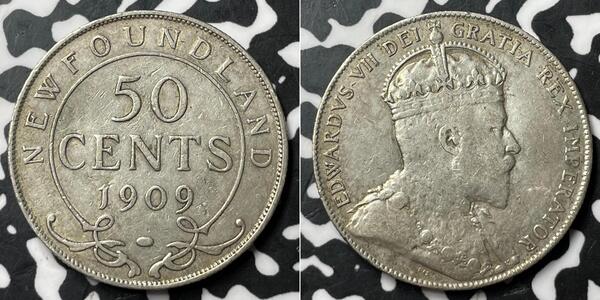 NEWFOUNDLAND
50
CENTS
1909
EDWARDVS VII DEI GRATIA REX IMPERATOR